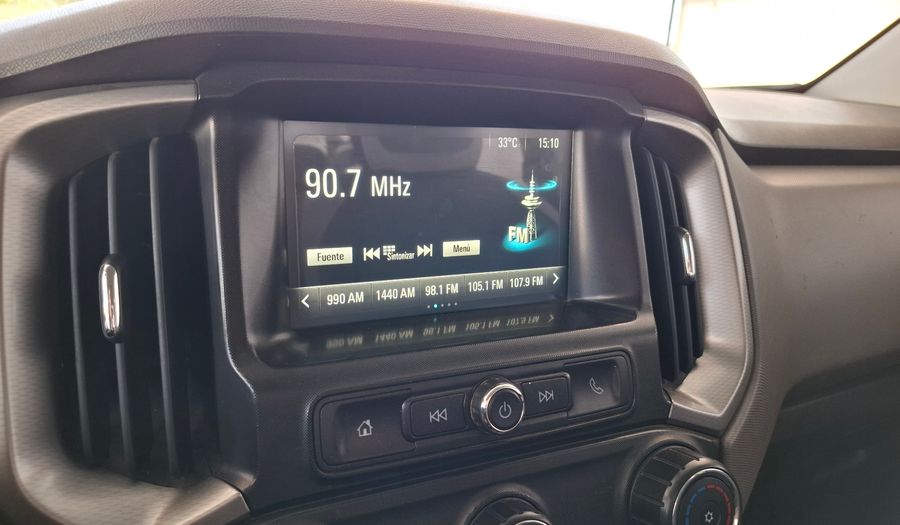 33°C 15:10
90.7 MHz
FM
Fuente Sintonizar Menú
990 AM 1440 AM 98.1 FM 105.1 FM 107.9 FM